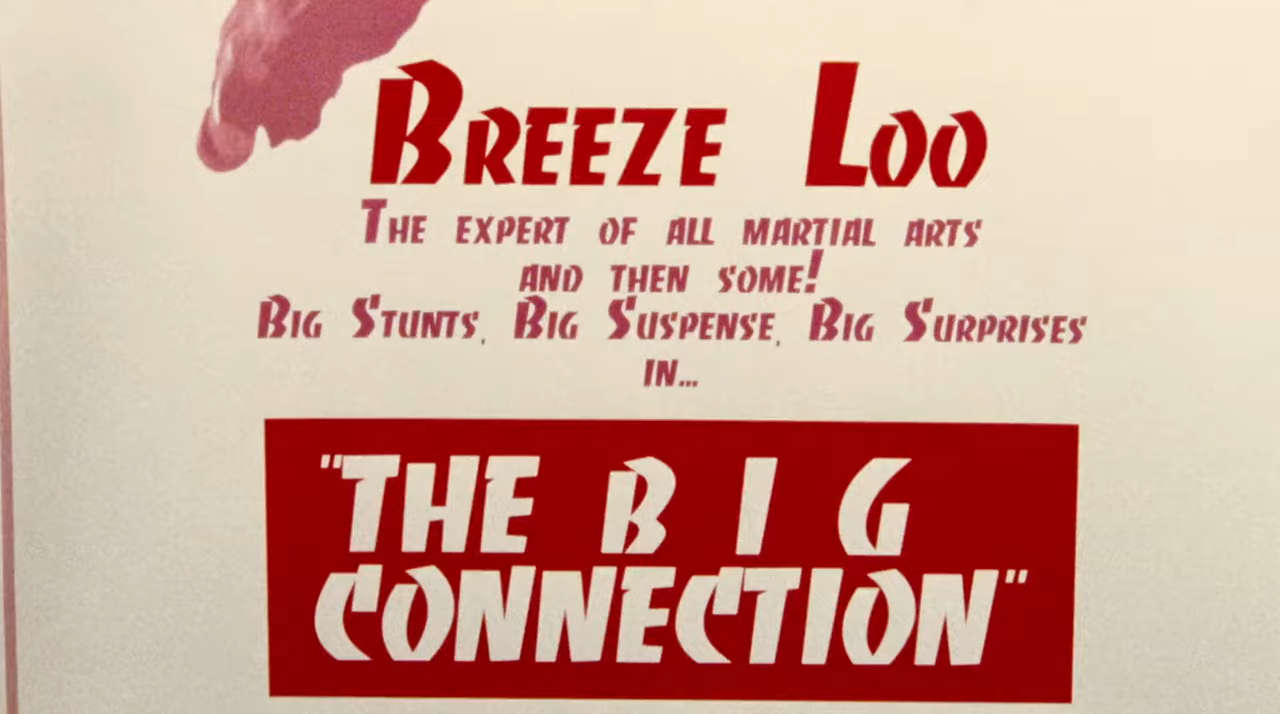 BREEZE LOO
THE EXPERT OF ALL MARTIAL ARTS
AND THEN SOME!
BIG STUNTS, BIG SUSPENSE, BIG SURPRISES
IN...
"THE BIG
CONNECTION"